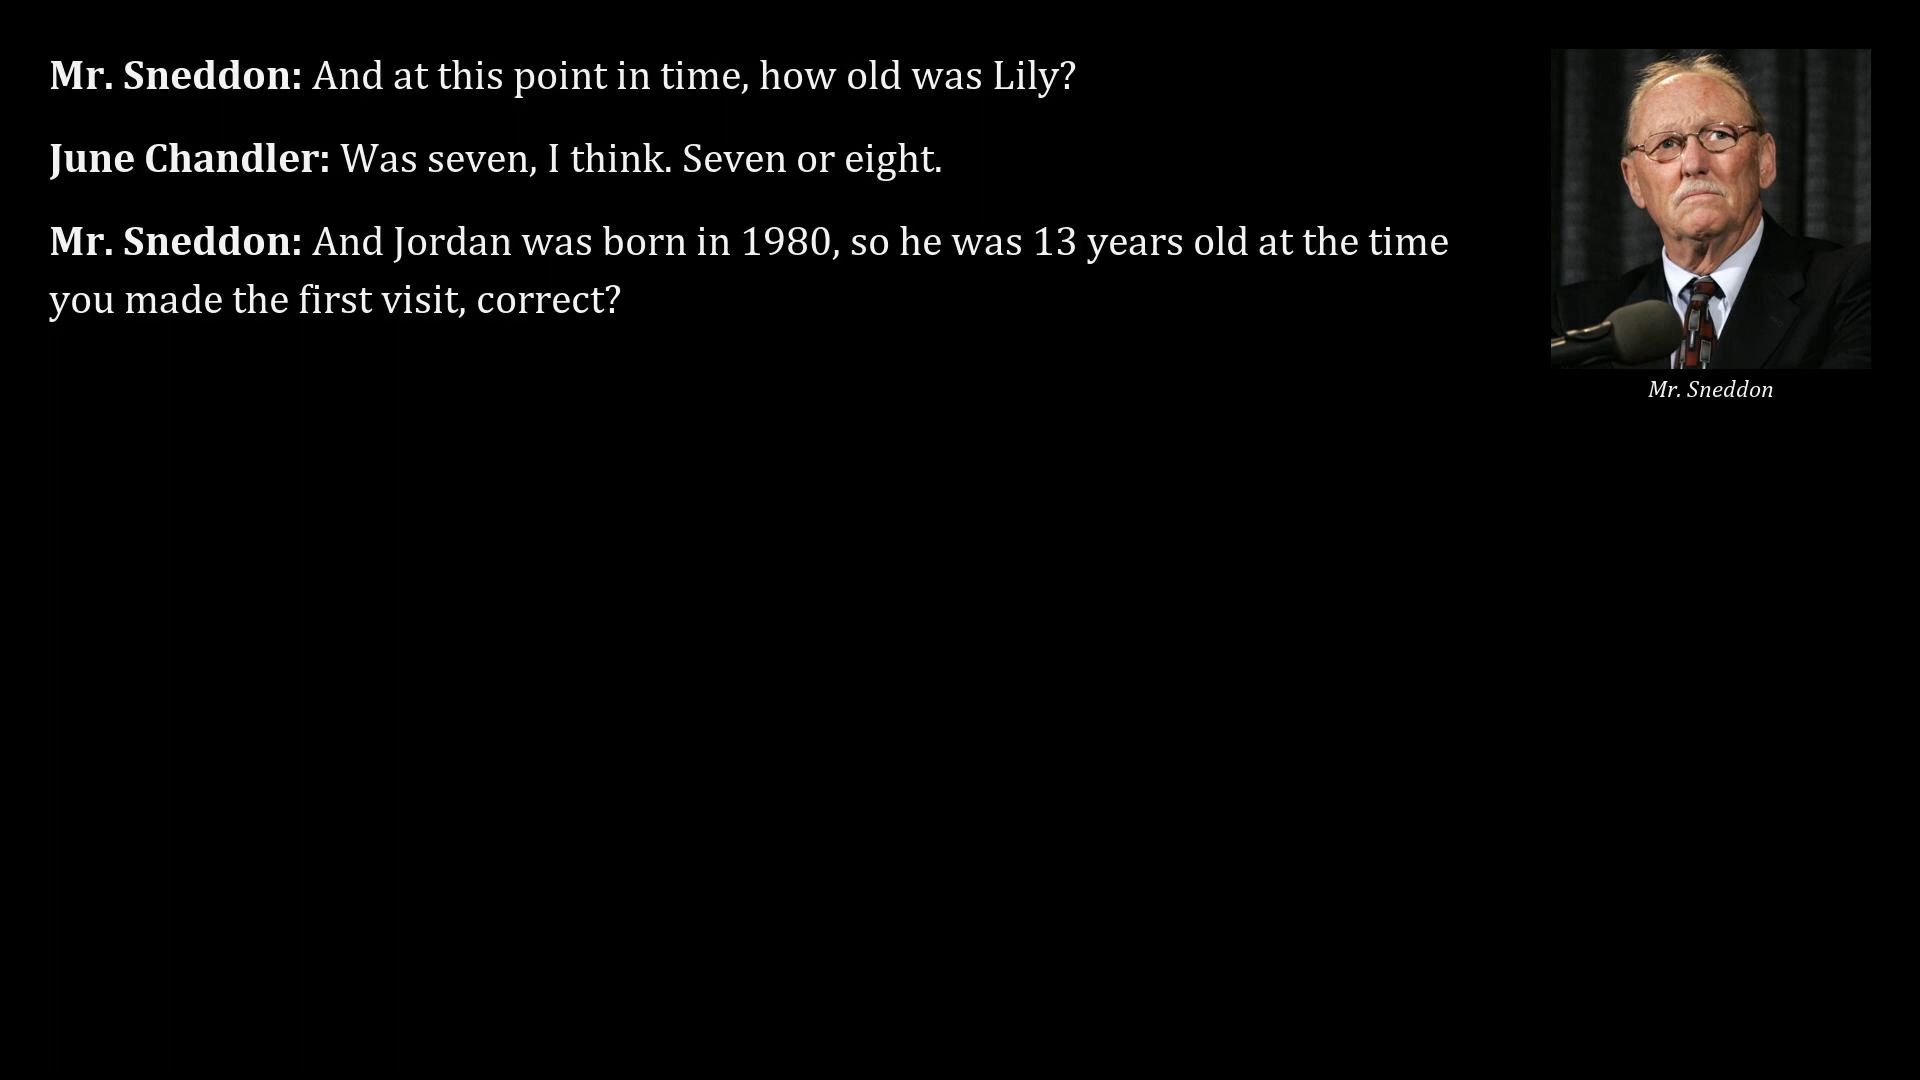 Mr. Sneddon: And at this point in time, how old was Lily?
June Chandler: Was seven, I think. Seven or eight.
Mr. Sneddon: And Jordan was born in 1980, so he was 13 years old at the time
you made the first visit, correct?
Mr. Sneddon